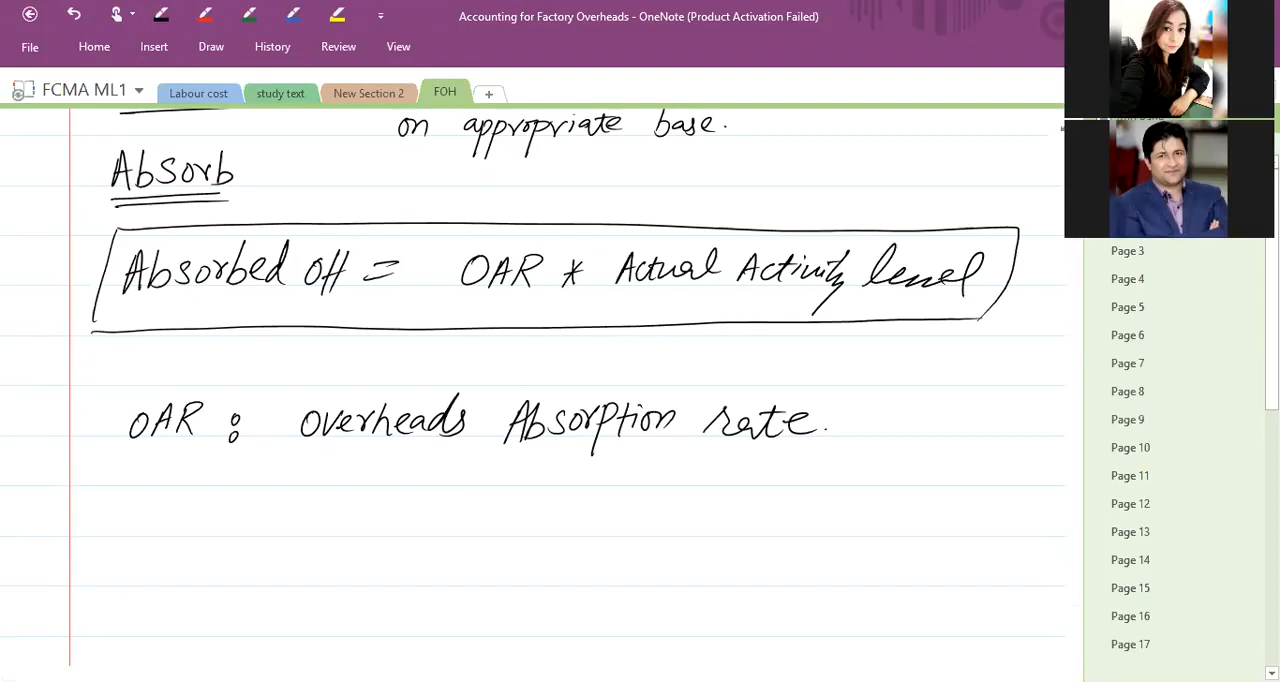 Accounting for Factory Overheads - OneNote (Product Activation Failed)
File Home Insert Draw History Review View
FCMA ML1
Labour cost study text New Section 2 FOH +
on appropriate base.
Absorb
Absorbed OH = OAR * Actual Activity level
OAR : overheads Absorption rate.
Page 3
Page 4
Page 5
Page 6
Page 7
Page 8
Page 9
Page 10
Page 11
Page 12
Page 13
Page 14
Page 15
Page 16
Page 17